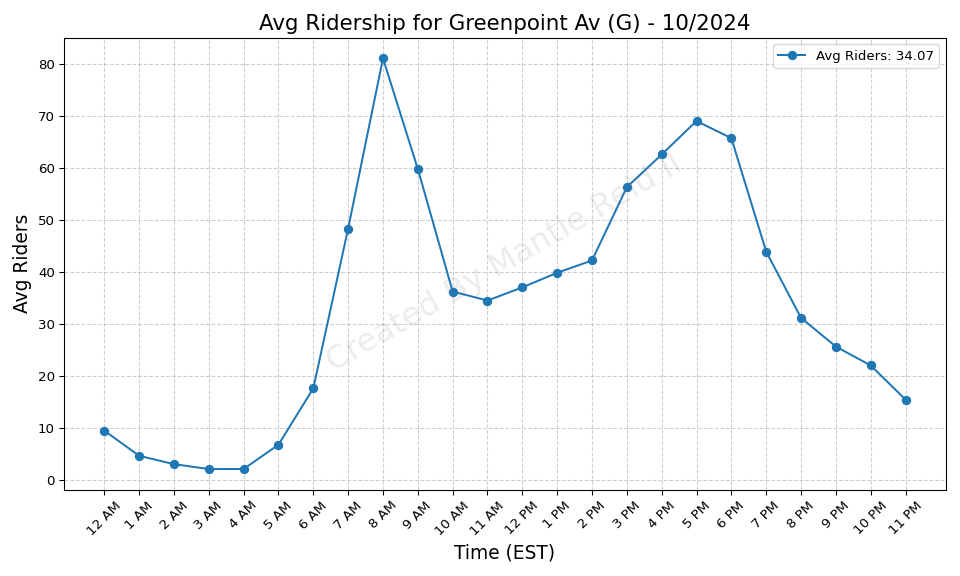 Avg Ridership for Greenpoint Av (G) - 10/2024
Avg Riders: 34.07
Avg Riders
80
70
60
50
40
30
20
10
0
Created By Mantle Reid II
12 AM
1 AM
2 AM
3 AM
4 AM
5 AM
6 AM
7 AM
8 AM
9 AM
10 AM
11 AM
12 PM
1 PM
2 PM
3 PM
4 PM
5 PM
6 PM
7 PM
8 PM
9 PM
10 PM
11 PM
Time (EST)